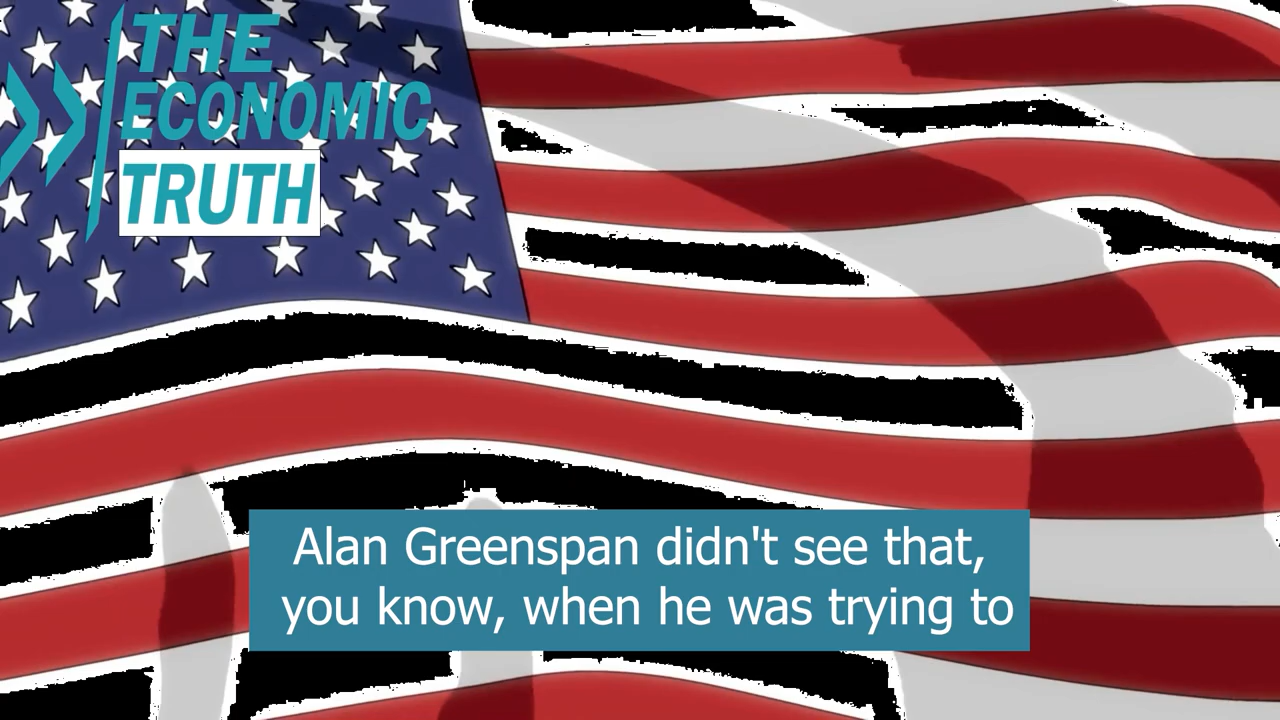 THE
ECONOMIC
TRUTH
Alan Greenspan didn't see that,
you know, when he was trying to